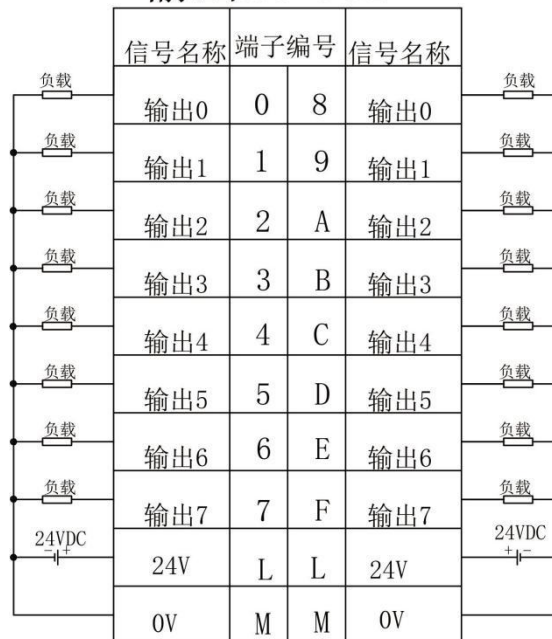 信号名称 端子编号 信号名称
负载 输出0 0 8 输出0 负载
负载 输出1 1 9 输出1 负载
负载 输出2 2 A 输出2 负载
负载 输出3 3 B 输出3 负载
负载 输出4 4 C 输出4 负载
负载 输出5 5 D 输出5 负载
负载 输出6 6 E 输出6 负载
负载 输出7 7 F 输出7 负载
24VDC - + 24V L L 24V 24VDC + -
0V M M 0V